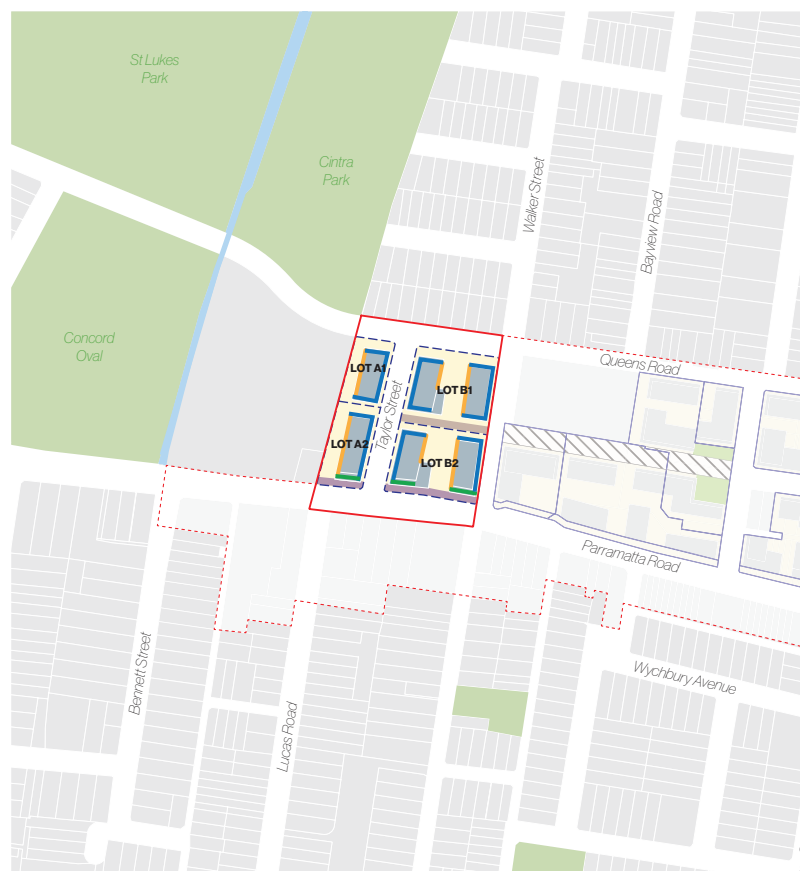 St Lukes
Park
Cintra
Park
Walker Street
Bayview Road
Concord
Oval
Queens Road
LOT A1
LOT B1
Taylor Street
LOT A2
LOT B2
Parramatta Road
Bennett Street
Wychbury Avenue
Lucas Road